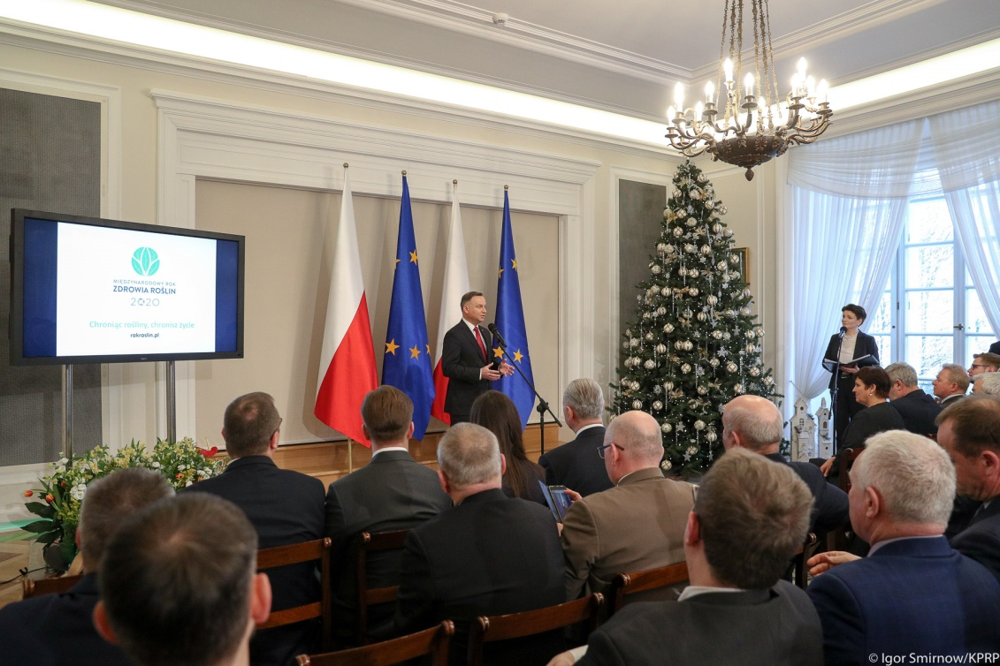 MIĘDZYNARODOWY ROK
ZDROWIA ROŚLIN
2020
Chroniąc rośliny, chronisz życie
rokroslin.pl
© Igor Smirnow/KPRP